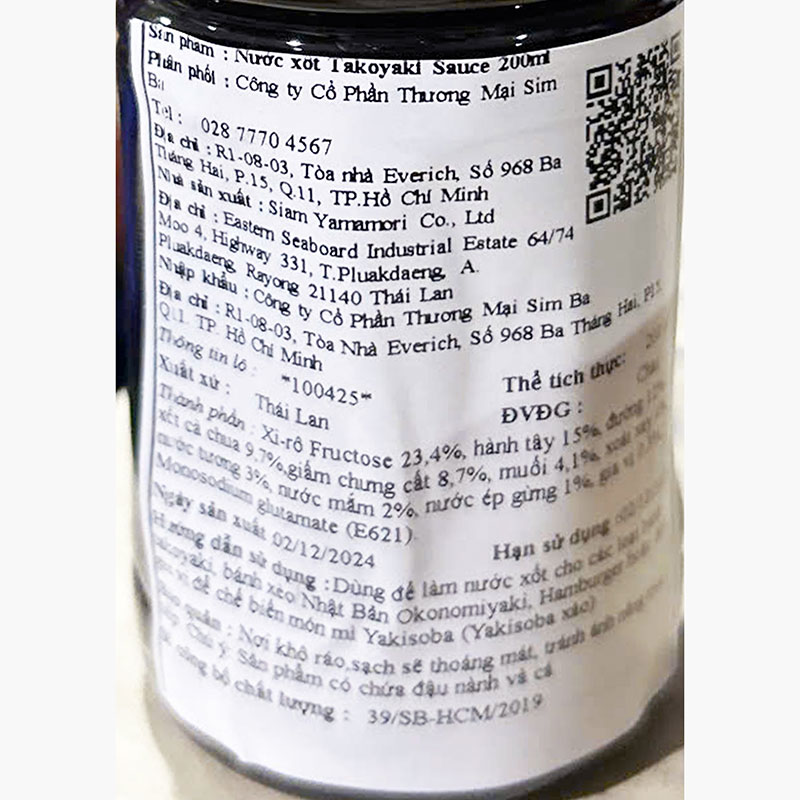 Sản phẩm : Nước xốt Takoyaki Sauce 200ml
Phân phối : Công ty Cổ Phần Thương Mại Sim
Ba
Tel : 028 7770 4567
Địa chỉ : R1-08-03, Tòa nhà Everich, Số 968 Ba
Tháng Hai, P.15, Q.11, TP.Hồ Chí Minh
Nhà sản xuất : Siam Yamamori Co., Ltd
Địa chỉ : Eastern Seaboard Industrial Estate 64/74
Moo 4, Highway 331, T.Pluakdaeng, A.
Pluakdaeng, Rayong 21140 Thái Lan
Nhập khẩu : Công ty Cổ Phần Thương Mại Sim Ba
Địa chỉ : R1-08-03, Tòa Nhà Everich, Số 968 Ba Tháng Hai, P.15,
Q.11, TP. Hồ Chí Minh
Thông tin lô : *100425* Thể tích thực:
Xuất xứ : Thái Lan ĐVĐG :
Thành phần : Xi-rô Fructose 23,4%, hành tây 15%, đường
xốt cà chua 9,7%,giấm chưng cất 8,7%, muối 4,1%, xoài
nước tương 3%, nước mắm 2%, nước ép gừng 1%, gia vị
Monosodium glutamate (E621).
Ngày sản xuất 02/12/2024 Hạn sử dụng
Hướng dẫn sử dụng :Dùng để làm nước xốt cho các loại bánh
takoyaki, bánh xèo Nhật Bản Okonomiyaki, Hamburger
gia vị để chế biến món mì Yakisoba (Yakisoba xào)
Bảo quản : Nơi khô ráo,sạch sẽ thoáng mát, tránh ánh nắng
Chú ý: Sản phẩm có chứa đậu nành và cá
công bố chất lượng : 39/SB-HCM/2019